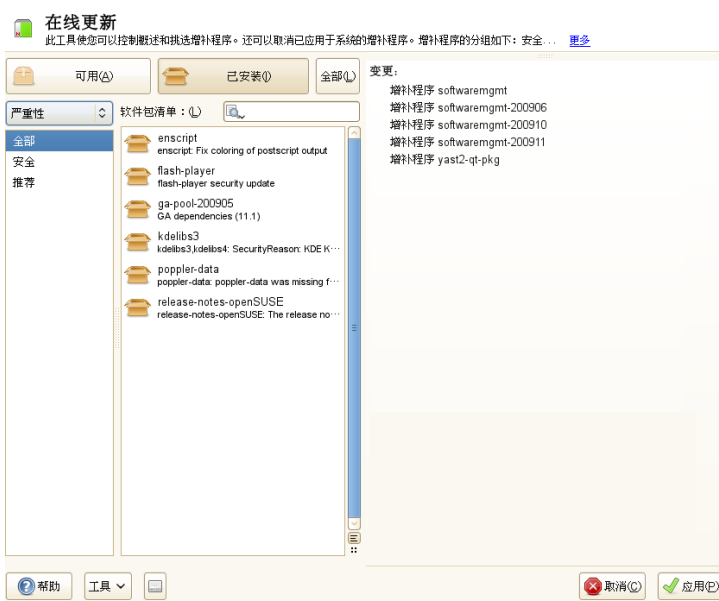 在线更新
此工具使您可以控制概述和挑选增补程序。还可以取消已应用于系统的增补程序。增补程序的分组如下：安全... 更多
可用(A)
已安装(I)
全部(L)
严重性
软件包清单：(L)
全部
安全
推荐
enscript
enscript: Fix coloring of postscript output
flash-player
flash-player security update
ga-pool-200905
GA dependencies (11.1)
kdelibs3
kdelibs3,kdelibs4: SecurityReason: KDE K...
poppler-data
poppler-data: poppler-data was missing f...
release-notes-openSUSE
release-notes-openSUSE: The release no...
变更：
增补程序 softwaremgmt
增补程序 softwaremgmt-200906
增补程序 softwaremgmt-200910
增补程序 softwaremgmt-200911
增补程序 yast2-qt-pkg
帮助
工具
取消(C)
应用(P)